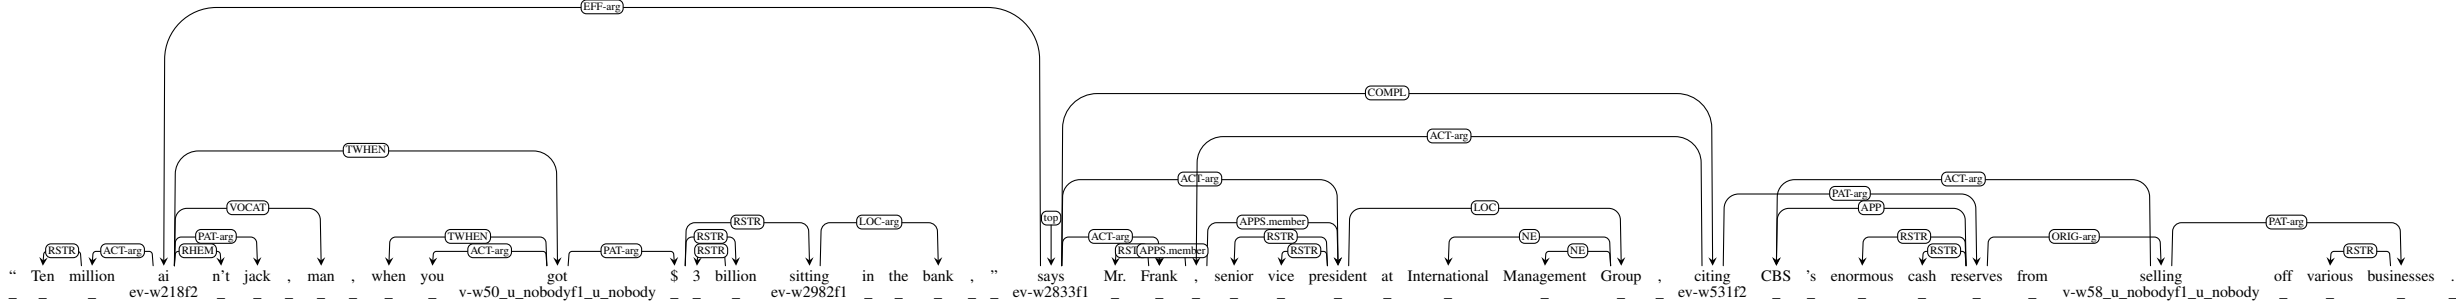 EFF-arg
COMPL
ACT-arg
TWHEN
ACT-arg ACT-arg
PAT-arg
VOCAT LOC APP
top
RSTR LOC-arg APPS.member PAT-arg
PAT-arg TWHEN RSTR ACT-arg RSTR NE RSTR ORIG-arg
RSTR ACT-arg RHEM ACT-arg PAT-arg RSTR APPS.member RSTR NE RSTR RSTR
“ Ten million ai n't jack , man , when you got $ 3 billion sitting in the bank , ” says Mr. Frank , senior vice president at International Management Group , citing CBS 's enormous cash reserves from selling off various businesses .
_ _ _ ev-w218f2 _ _ _ _ _ _ _ v-w50_u_nobodyf1_u_nobody _ _ _ ev-w2982f1 _ _ _ _ _ ev-w2833f1 _ _ _ _ _ _ _ _ _ _ _ ev-w531f2 _ _ _ _ _ _ v-w58_u_nobodyf1_u_nobody _ _ _ _